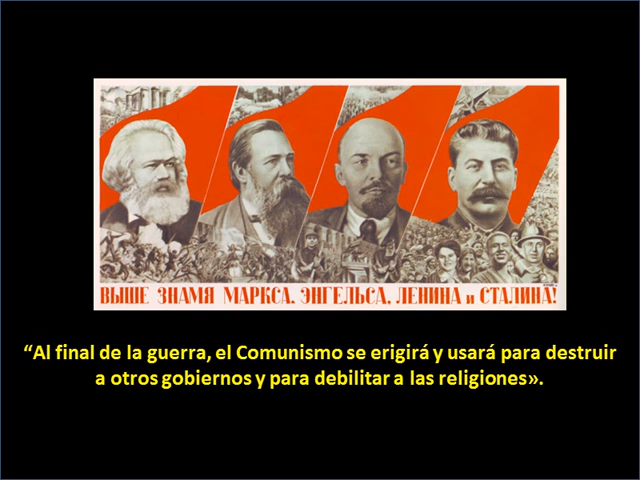 ВЫШЕ ЗНАМЯ МАРКСА, ЭНГЕЛЬСА, ЛЕНИНА и СТАЛИНА!
“Al final de la guerra, el Comunismo se erigirá y usará para destruir
a otros gobiernos y para debilitar a las religiones».